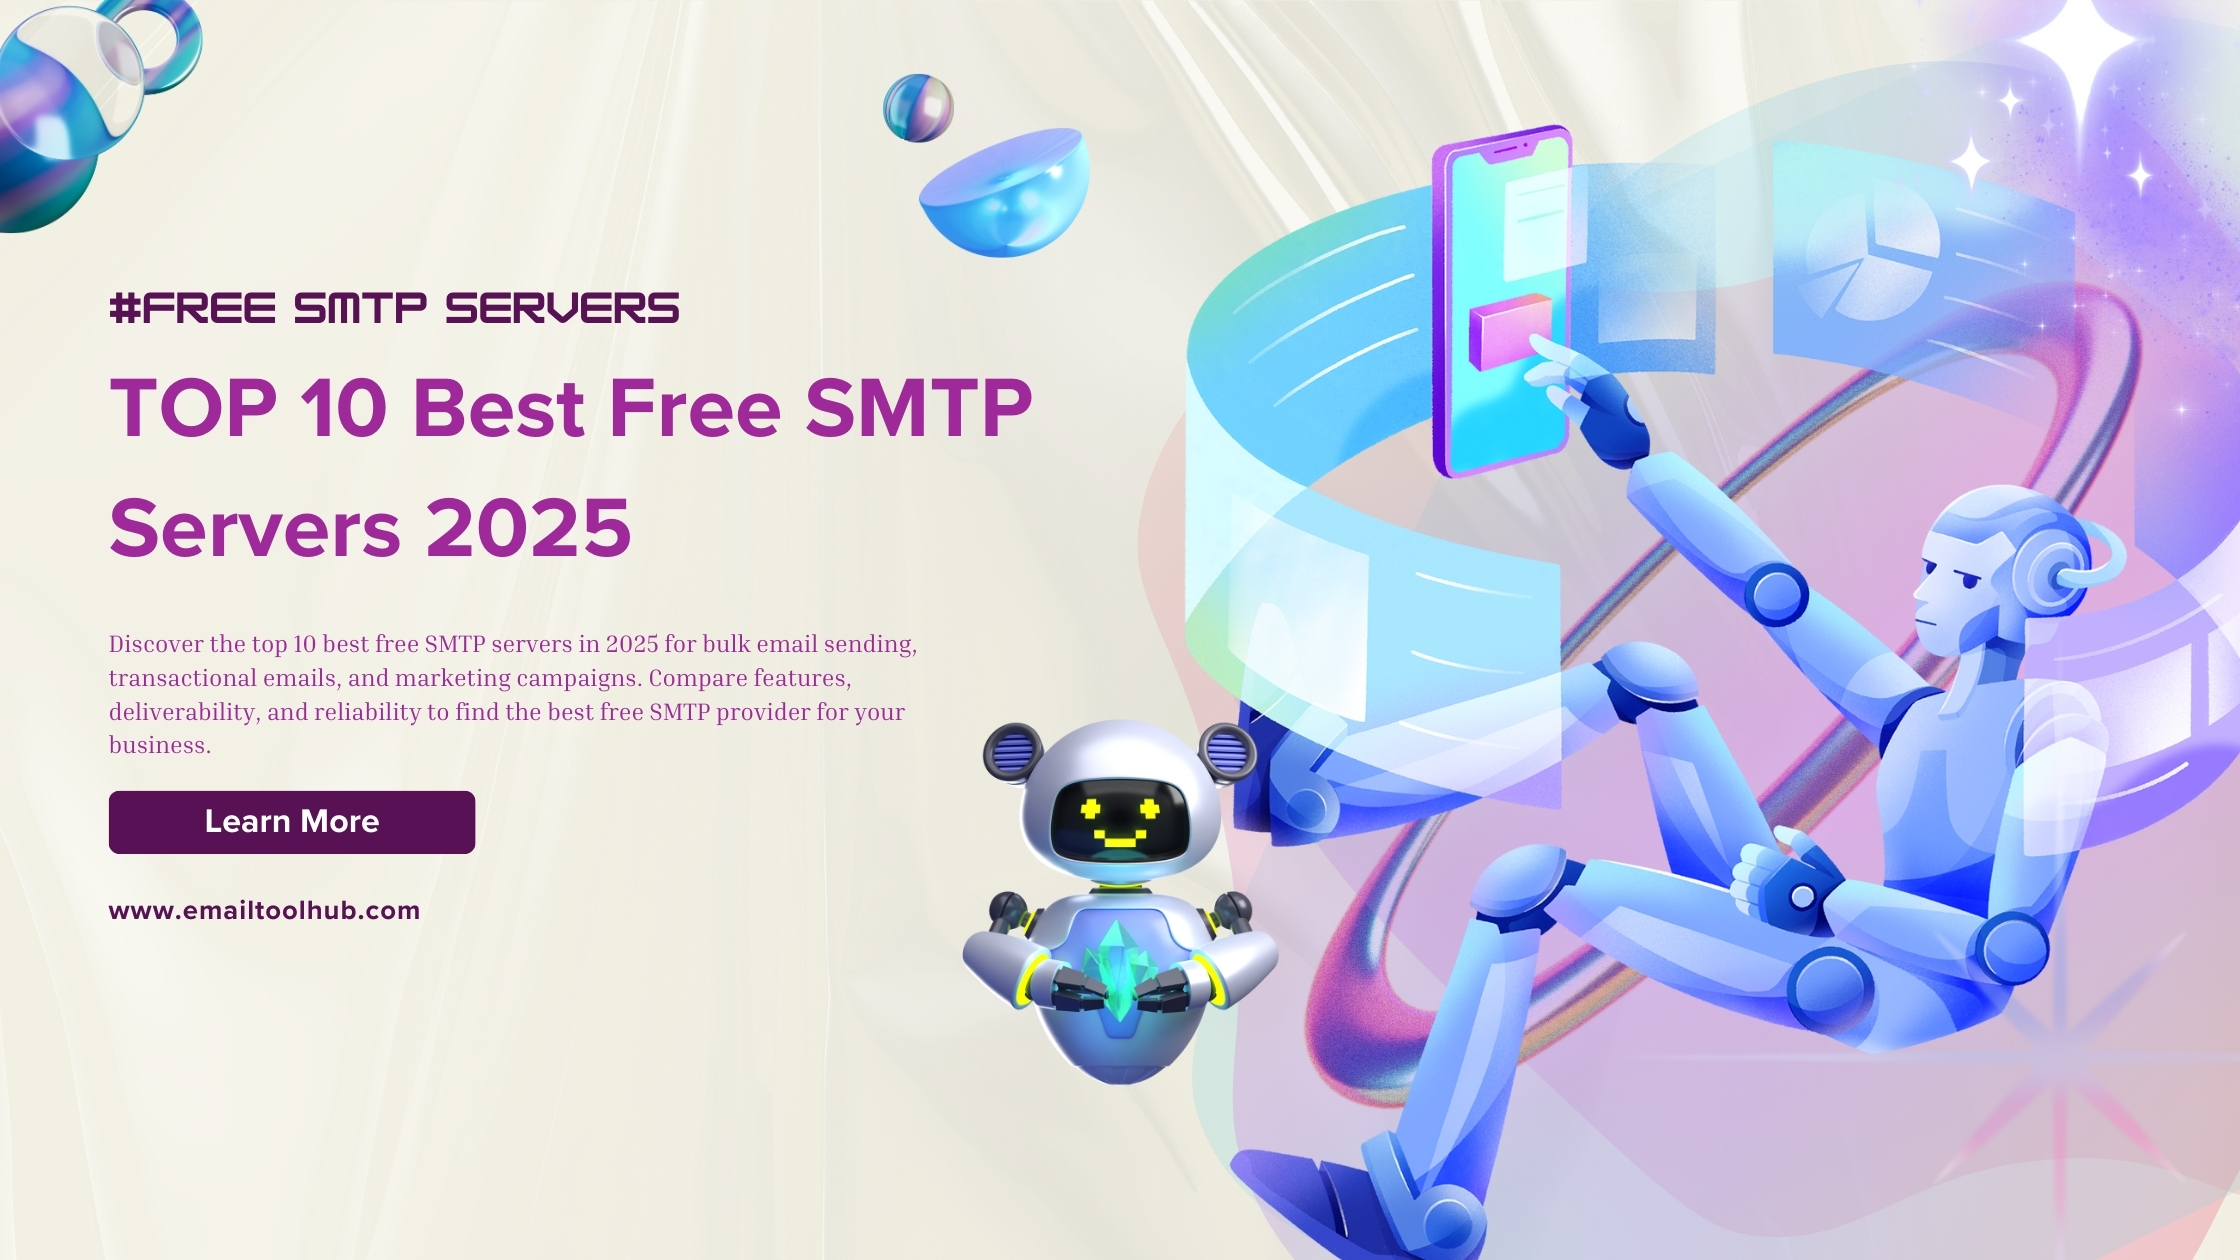 #FREE SMTP SERVERS
TOP 10 Best Free SMTP
Servers 2025
Discover the top 10 best free SMTP servers in 2025 for bulk email sending,
transactional emails, and marketing campaigns. Compare features,
deliverability, and reliability to find the best free SMTP provider for your
business.
Learn More
www.emailtoolhub.com